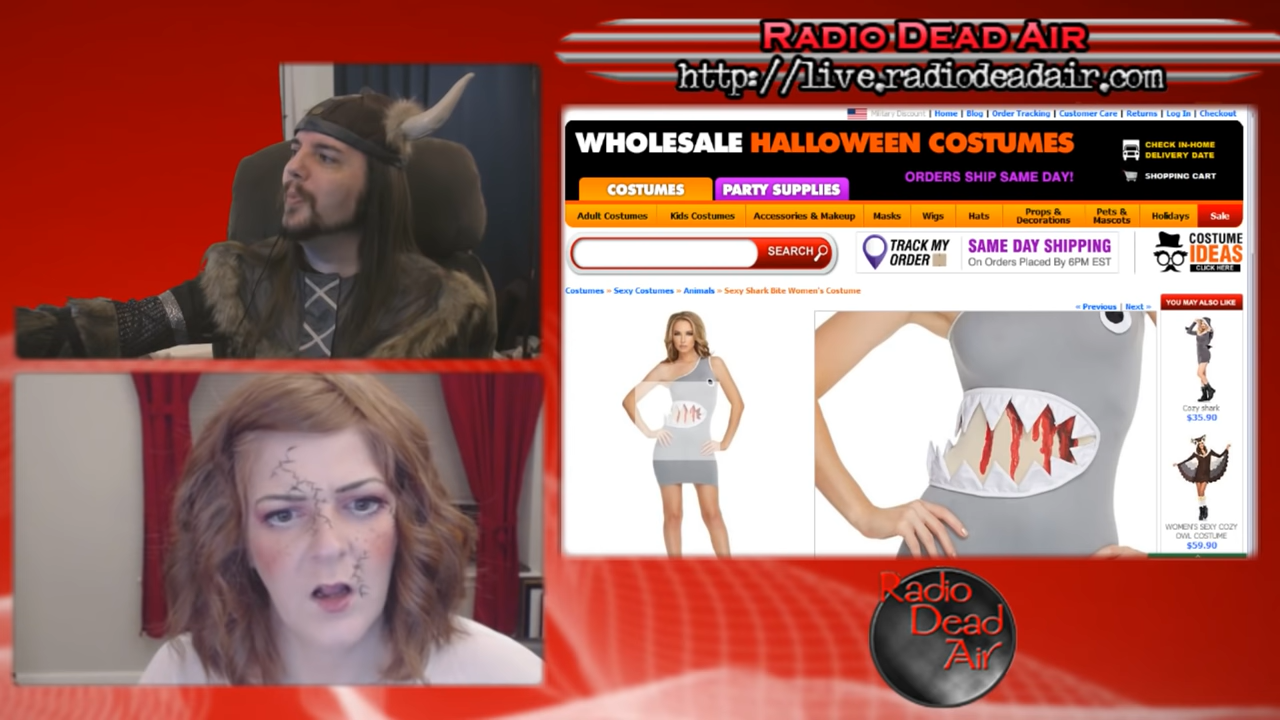 RADIO DEAD AIR
http://live.radiodeadair.com
Military Discount | Home | Blog | Order Tracking | Customer Care | Returns | Log In | Checkout
WHOLESALE HALLOWEEN COSTUMES
CHECK IN-HOME
DELIVERY DATE
ORDERS SHIP SAME DAY!
SHOPPING CART
COSTUMES
PARTY SUPPLIES
Adult Costumes
Kids Costumes
Accessories & Makeup
Masks
Wigs
Hats
Props &
Decorations
Pets &
Mascots
Holidays
Sale
SEARCH
TRACK MY
ORDER
SAME DAY SHIPPING
On Orders Placed By 6PM EST
COSTUME
IDEAS
CLICK HERE
Costumes » Sexy Costumes » Animals » Sexy Shark Bite Women's Costume
« Previous | Next »
YOU MAY ALSO LIKE
Cozy shark
$35.90
WOMEN'S SEXY COZY
OWL COSTUME
$59.90
Radio
Dead
Air